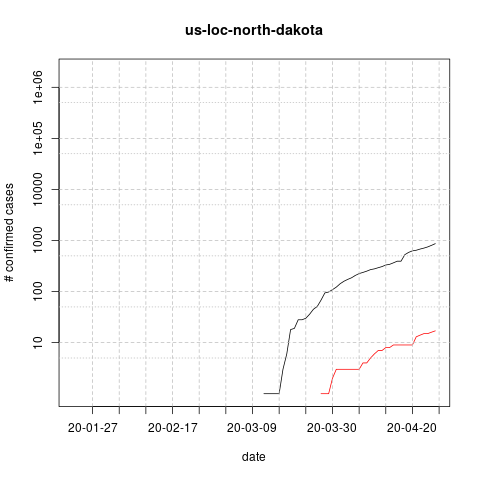 us-loc-north-dakota
# confirmed cases
1e+06
1e+05
10000
1000
100
10
20-01-27
20-02-17
20-03-09
20-03-30
20-04-20
date